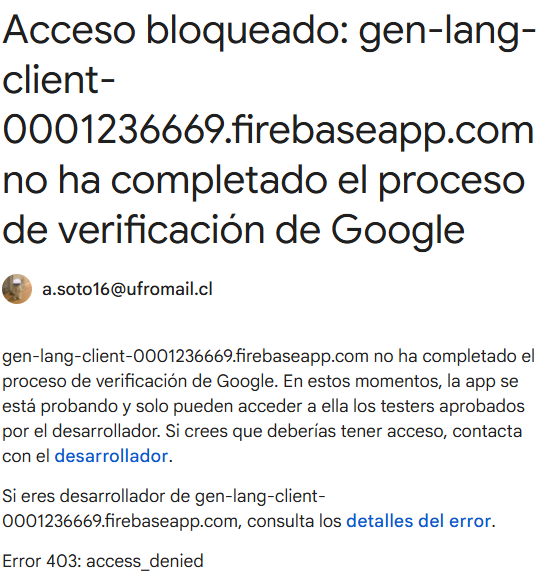 Acceso bloqueado: gen-lang-
client-
0001236669.firebaseapp.com
no ha completado el proceso
de verificación de Google
a.soto16@ufromail.cl
gen-lang-client-0001236669.firebaseapp.com no ha completado el
proceso de verificación de Google. En estos momentos, la app se
está probando y solo pueden acceder a ella los testers aprobados
por el desarrollador. Si crees que deberías tener acceso, contacta
con el desarrollador.
Si eres desarrollador de gen-lang-client-
0001236669.firebaseapp.com, consulta los detalles del error.
Error 403: access_denied